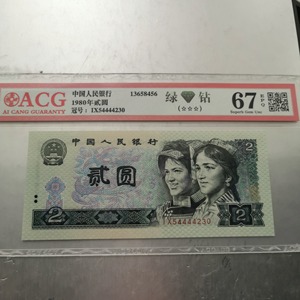 ACG
AI CANG GUARANTY
中国人民银行 13658456
1980年贰圆
冠号：IX54444230
绿 钻
(☆☆☆)
67 EPQ
Superb Gem Unc
中国人民银行
2
贰圆
IX54444230
2
2